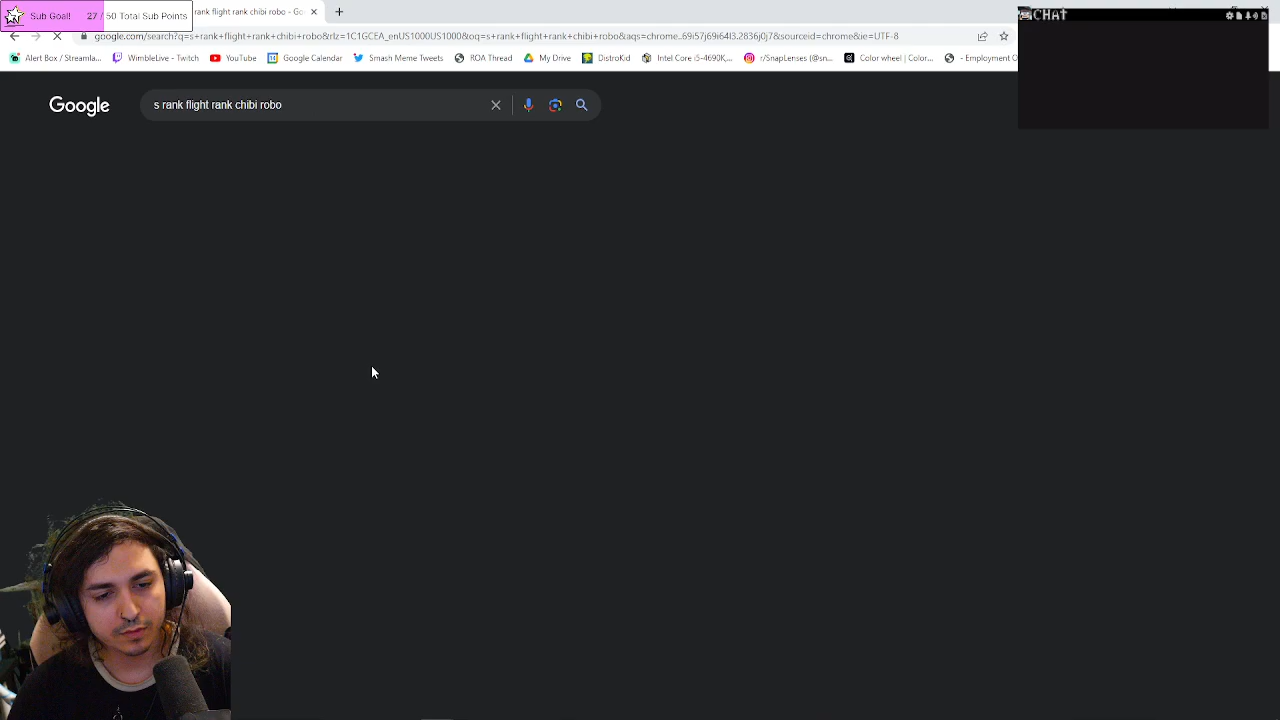 Sub Goal! 27 / 50 Total Sub Points
rank flight rank chibi robo - Go
google.com/search?q=s+rank+flight+rank+chibi+robo&rlz=1C1GCEA_enUS1000US1000&q=s+rank+flight+rank+chibi+robo&aqs=chrome..69i57j69i64l3.2836j0j7&sourceid=chrome&ie=UTF-8
Alert Box / Streamla... WimbleLive - Twitch YouTube Google Calendar Smash Meme Tweets ROA Thread My Drive DistroKid Intel Core i5-4690K,... r/SnapLenses (@sn... Color wheel | Color... - Employment O
CHAt
Google s rank flight rank chibi robo